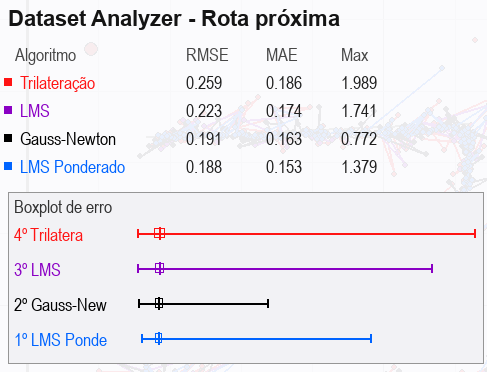 Dataset Analyzer - Rota próxima
Algoritmo RMSE MAE Max
Trilateração 0.259 0.186 1.989
LMS 0.223 0.174 1.741
Gauss-Newton 0.191 0.163 0.772
LMS Ponderado 0.188 0.153 1.379
Boxplot de erro
4º Trilatera
3º LMS
2º Gauss-New
1º LMS Ponde